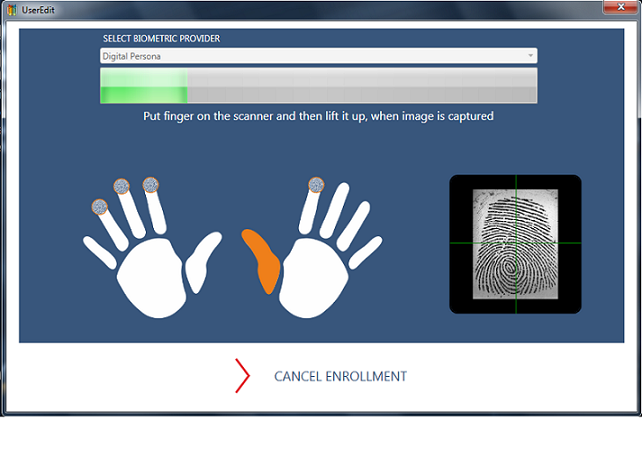 UserEdit
SELECT BIOMETRIC PROVIDER
Digital Persona
Put finger on the scanner and then lift it up, when image is captured
CANCEL ENROLLMENT